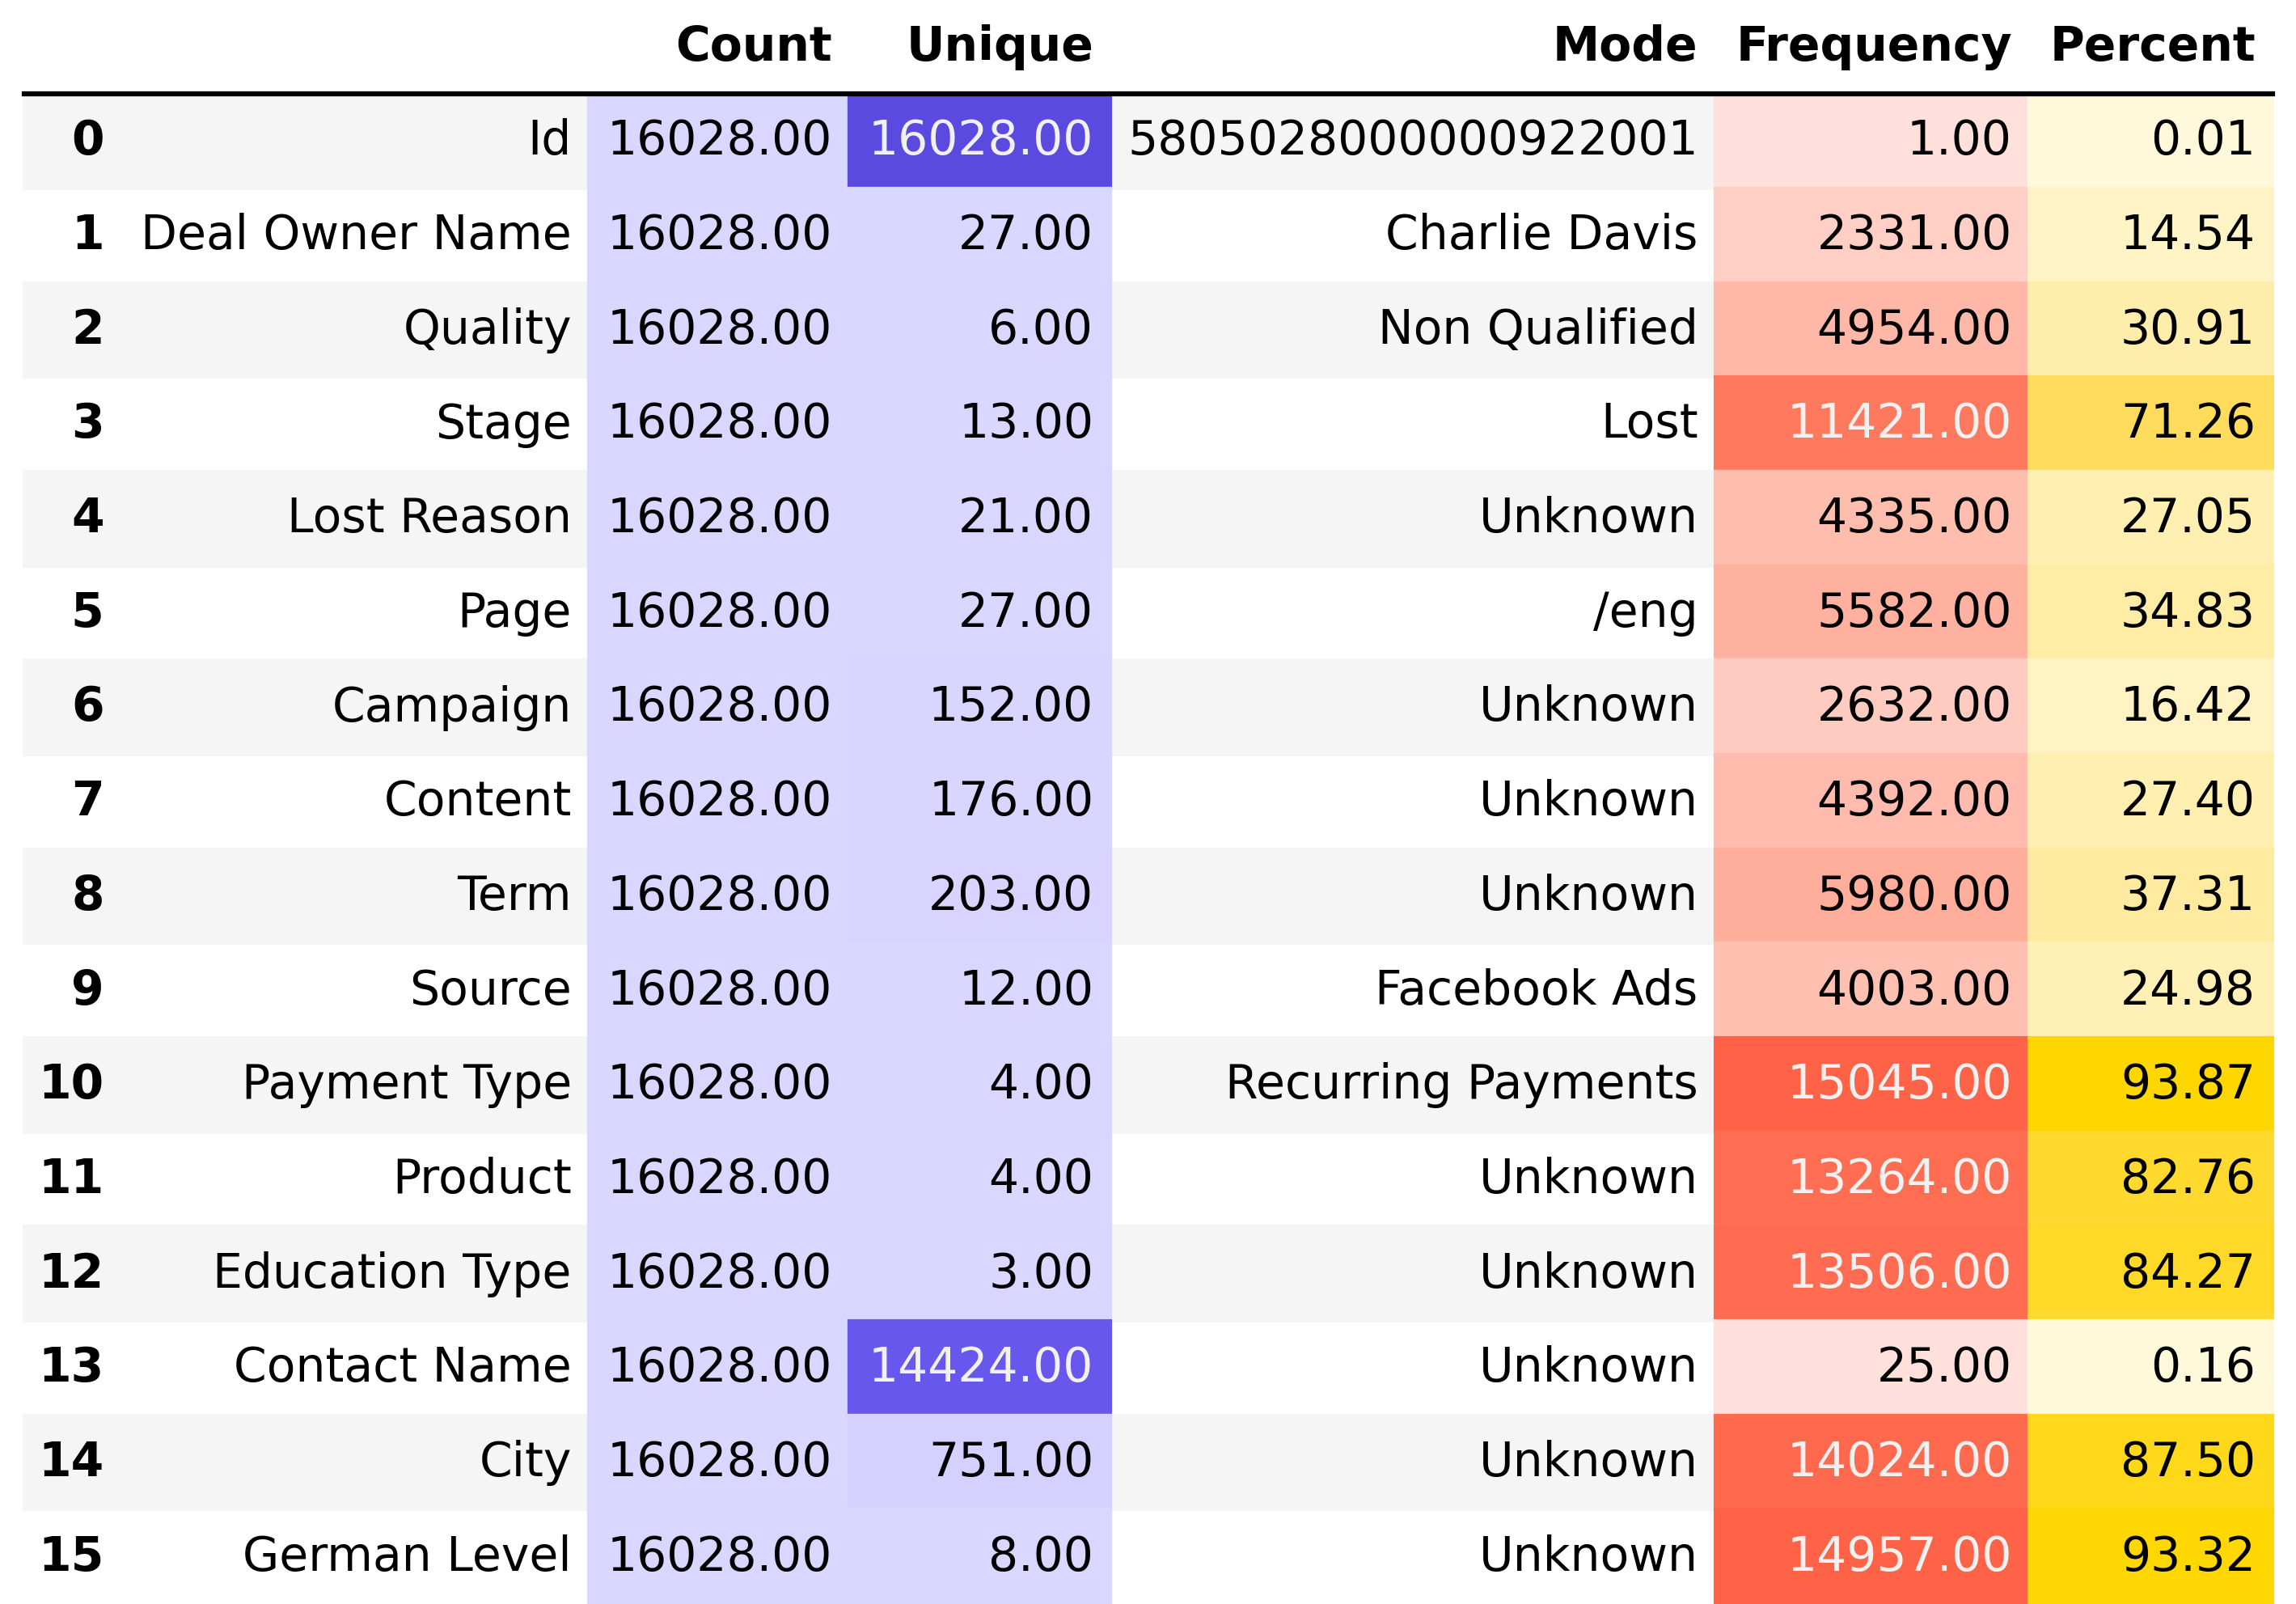 Count Unique Mode Frequency Percent
0 Id 16028.00 16028.00 5805028000000922001 1.00 0.01
1 Deal Owner Name 16028.00 27.00 Charlie Davis 2331.00 14.54
2 Quality 16028.00 6.00 Non Qualified 4954.00 30.91
3 Stage 16028.00 13.00 Lost 11421.00 71.26
4 Lost Reason 16028.00 21.00 Unknown 4335.00 27.05
5 Page 16028.00 27.00 /eng 5582.00 34.83
6 Campaign 16028.00 152.00 Unknown 2632.00 16.42
7 Content 16028.00 176.00 Unknown 4392.00 27.40
8 Term 16028.00 203.00 Unknown 5980.00 37.31
9 Source 16028.00 12.00 Facebook Ads 4003.00 24.98
10 Payment Type 16028.00 4.00 Recurring Payments 15045.00 93.87
11 Product 16028.00 4.00 Unknown 13264.00 82.76
12 Education Type 16028.00 3.00 Unknown 13506.00 84.27
13 Contact Name 16028.00 14424.00 Unknown 25.00 0.16
14 City 16028.00 751.00 Unknown 14024.00 87.50
15 German Level 16028.00 8.00 Unknown 14957.00 93.32